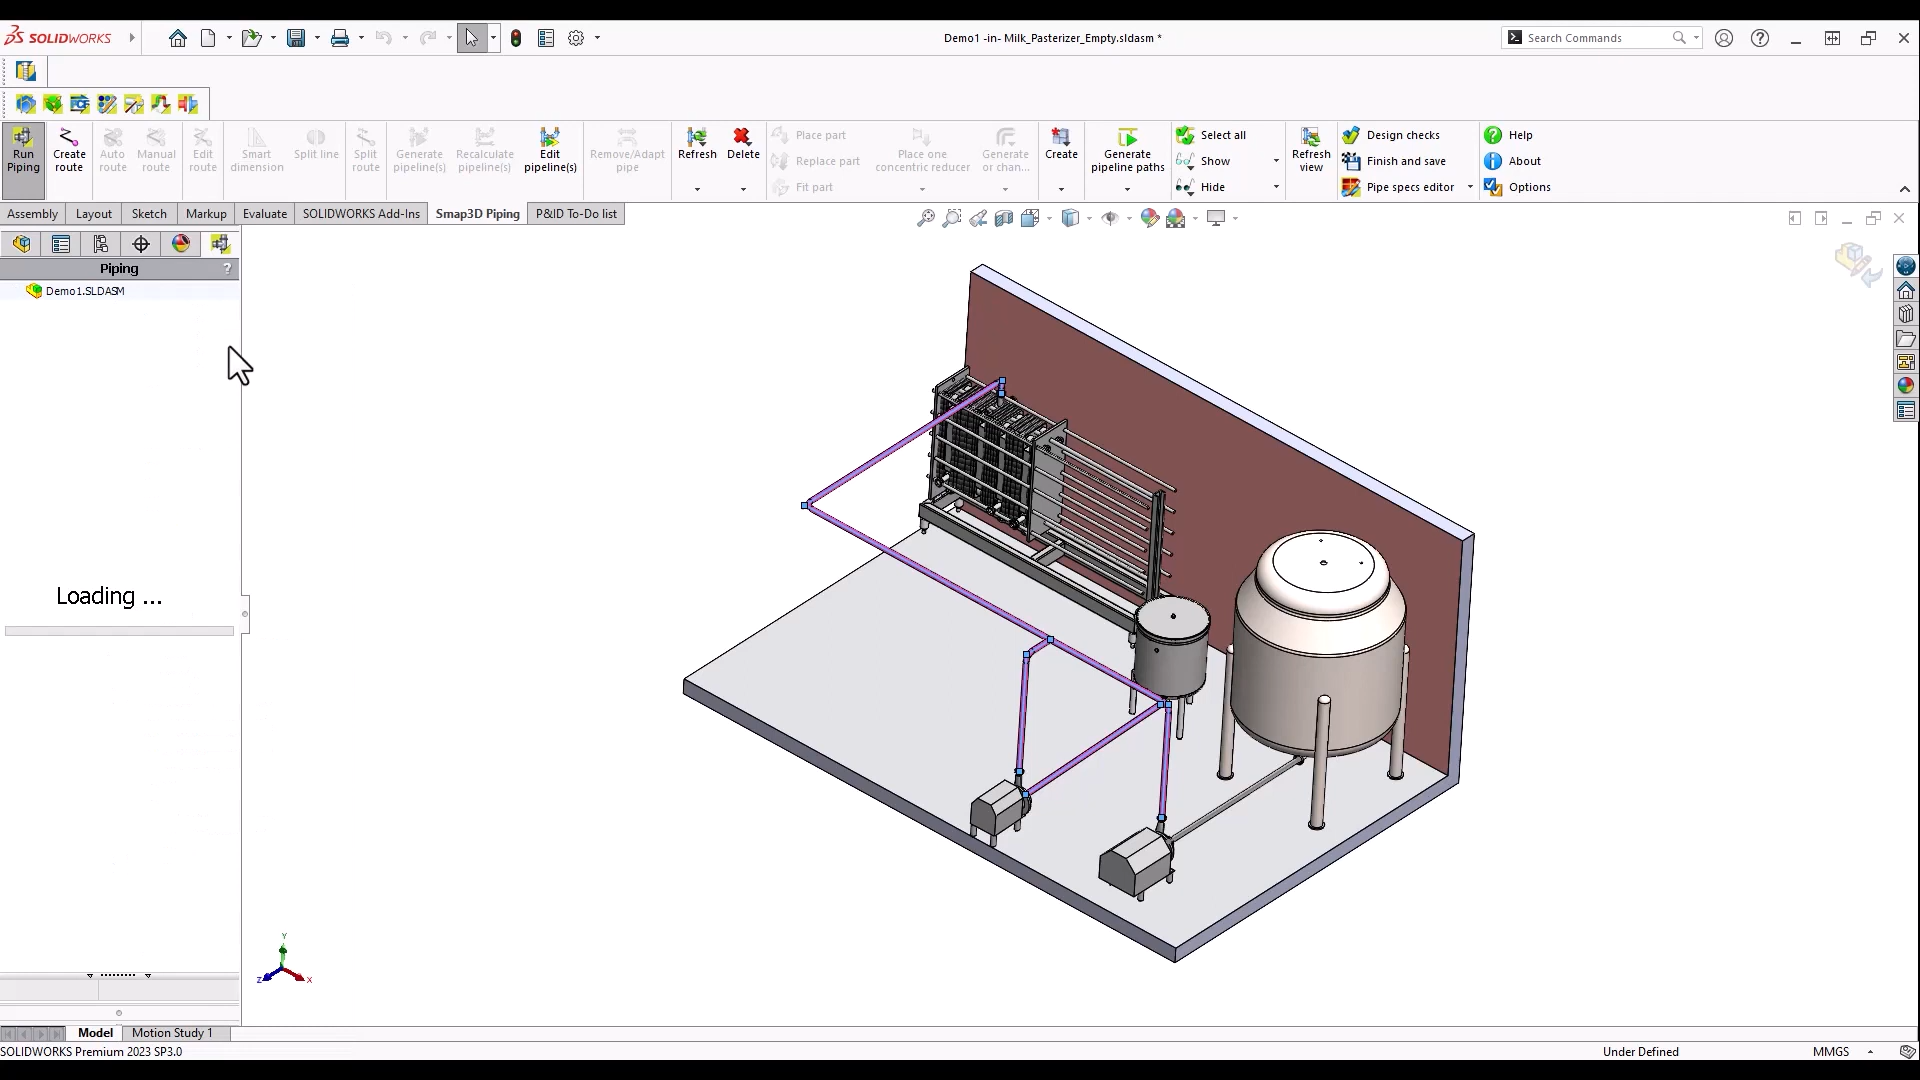 SOLIDWORKS
Demo1 -in- Milk_Pasterizer_Empty.sldasm *
Search Commands
Run Piping
Create route
Auto route
Manual route
Edit route
Smart dimension
Split line
Split route
Generate pipeline(s)
Recalculate pipeline(s)
Edit pipeline(s)
Remove/Adapt pipe
Refresh
Delete
Place part
Replace part
Fit part
Place one concentric reducer
Generate or chan...
Create
Generate pipeline paths
Select all
Show
Hide
Refresh view
Design checks
Finish and save
Pipe specs editor
Help
About
Options
Assembly
Layout
Sketch
Markup
Evaluate
SOLIDWORKS Add-Ins
Smap3D Piping
P&ID To-Do list
Piping
?
Demo1.SLDASM
Loading ...
Y
Z
X
Model
Motion Study 1
SOLIDWORKS Premium 2023 SP3.0
Under Defined
MMGS